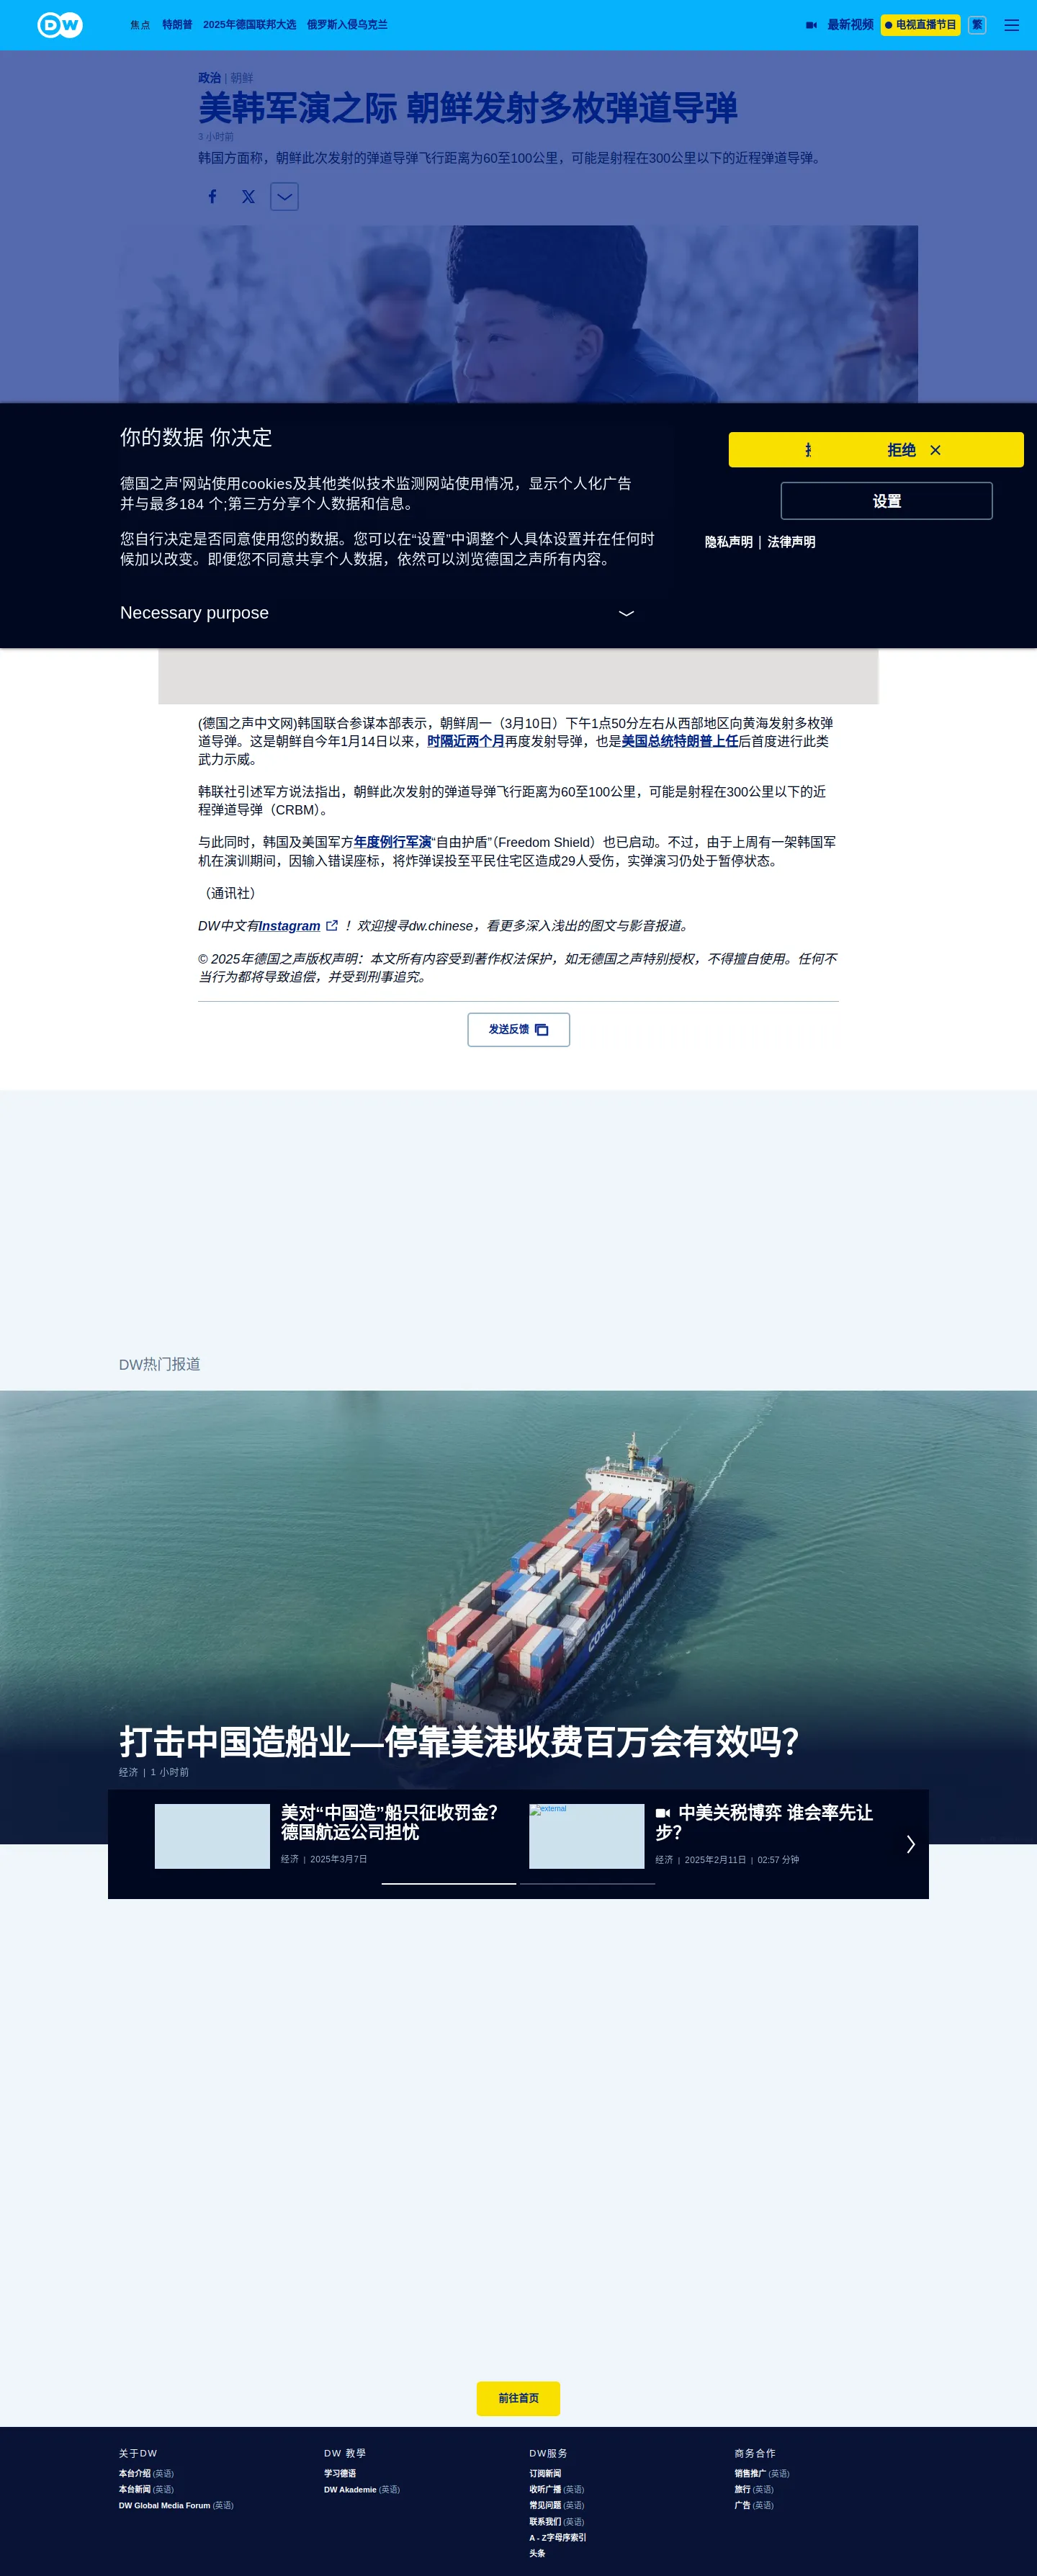 DW
焦点 特朗普 2025年德国联邦大选 俄罗斯入侵乌克兰
最新视频 电视直播节目 繁
政治 | 朝鲜
美韩军演之际 朝鲜发射多枚弹道导弹
3 小时前
韩国方面称，朝鲜此次发射的弹道导弹飞行距离为60至100公里，可能是射程在300公里以下的近程弹道导弹。
你的数据 你决定
德国之声'网站使用cookies及其他类似技术监测网站使用情况，显示个人化广告
并与最多184 个;第三方分享个人数据和信息。
您自行决定是否同意使用您的数据。您可以在“设置”中调整个人具体设置并在任何时
候加以改变。即便您不同意共享个人数据，依然可以浏览德国之声所有内容。
Necessary purpose
拒绝
设置
隐私声明 | 法律声明
(德国之声中文网)韩国联合参谋本部表示，朝鲜周一（3月10日）下午1点50分左右从西部地区向黄海发射多枚弹
道导弹。这是朝鲜自今年1月14日以来，时隔近两个月再度发射导弹，也是美国总统特朗普上任后首度进行此类
武力示威。
韩联社引述军方说法指出，朝鲜此次发射的弹道导弹飞行距离为60至100公里，可能是射程在300公里以下的近
程弹道导弹（CRBM）。
与此同时，韩国及美国军方年度例行军演“自由护盾”（Freedom Shield）也已启动。不过，由于上周有一架韩国军
机在演训期间，因输入错误座标，将炸弹误投至平民住宅区造成29人受伤，实弹演习仍处于暂停状态。
（通讯社）
DW中文有Instagram ！欢迎搜寻dw.chinese，看更多深入浅出的图文与影音报道。
© 2025年德国之声版权声明：本文所有内容受到著作权法保护，如无德国之声特别授权，不得擅自使用。任何不
当行为都将导致追偿，并受到刑事追究。
发送反馈
DW热门报道
COSCO SHIPPING
打击中国造船业—停靠美港收费百万会有效吗？
经济 | 1 小时前
美对“中国造”船只征收罚金？
德国航运公司担忧
经济 | 2025年3月7日
external
中美关税博弈 谁会率先让
步？
经济 | 2025年2月11日 | 02:57 分钟
前往首页
关于DW
本台介绍 (英语)
本台新闻 (英语)
DW Global Media Forum (英语)
DW 教學
学习德语
DW Akademie (英语)
DW服务
订阅新闻
收听广播 (英语)
常见问题 (英语)
联系我们 (英语)
A - Z字母序索引
头条
商务合作
销售推广 (英语)
旅行 (英语)
广告 (英语)